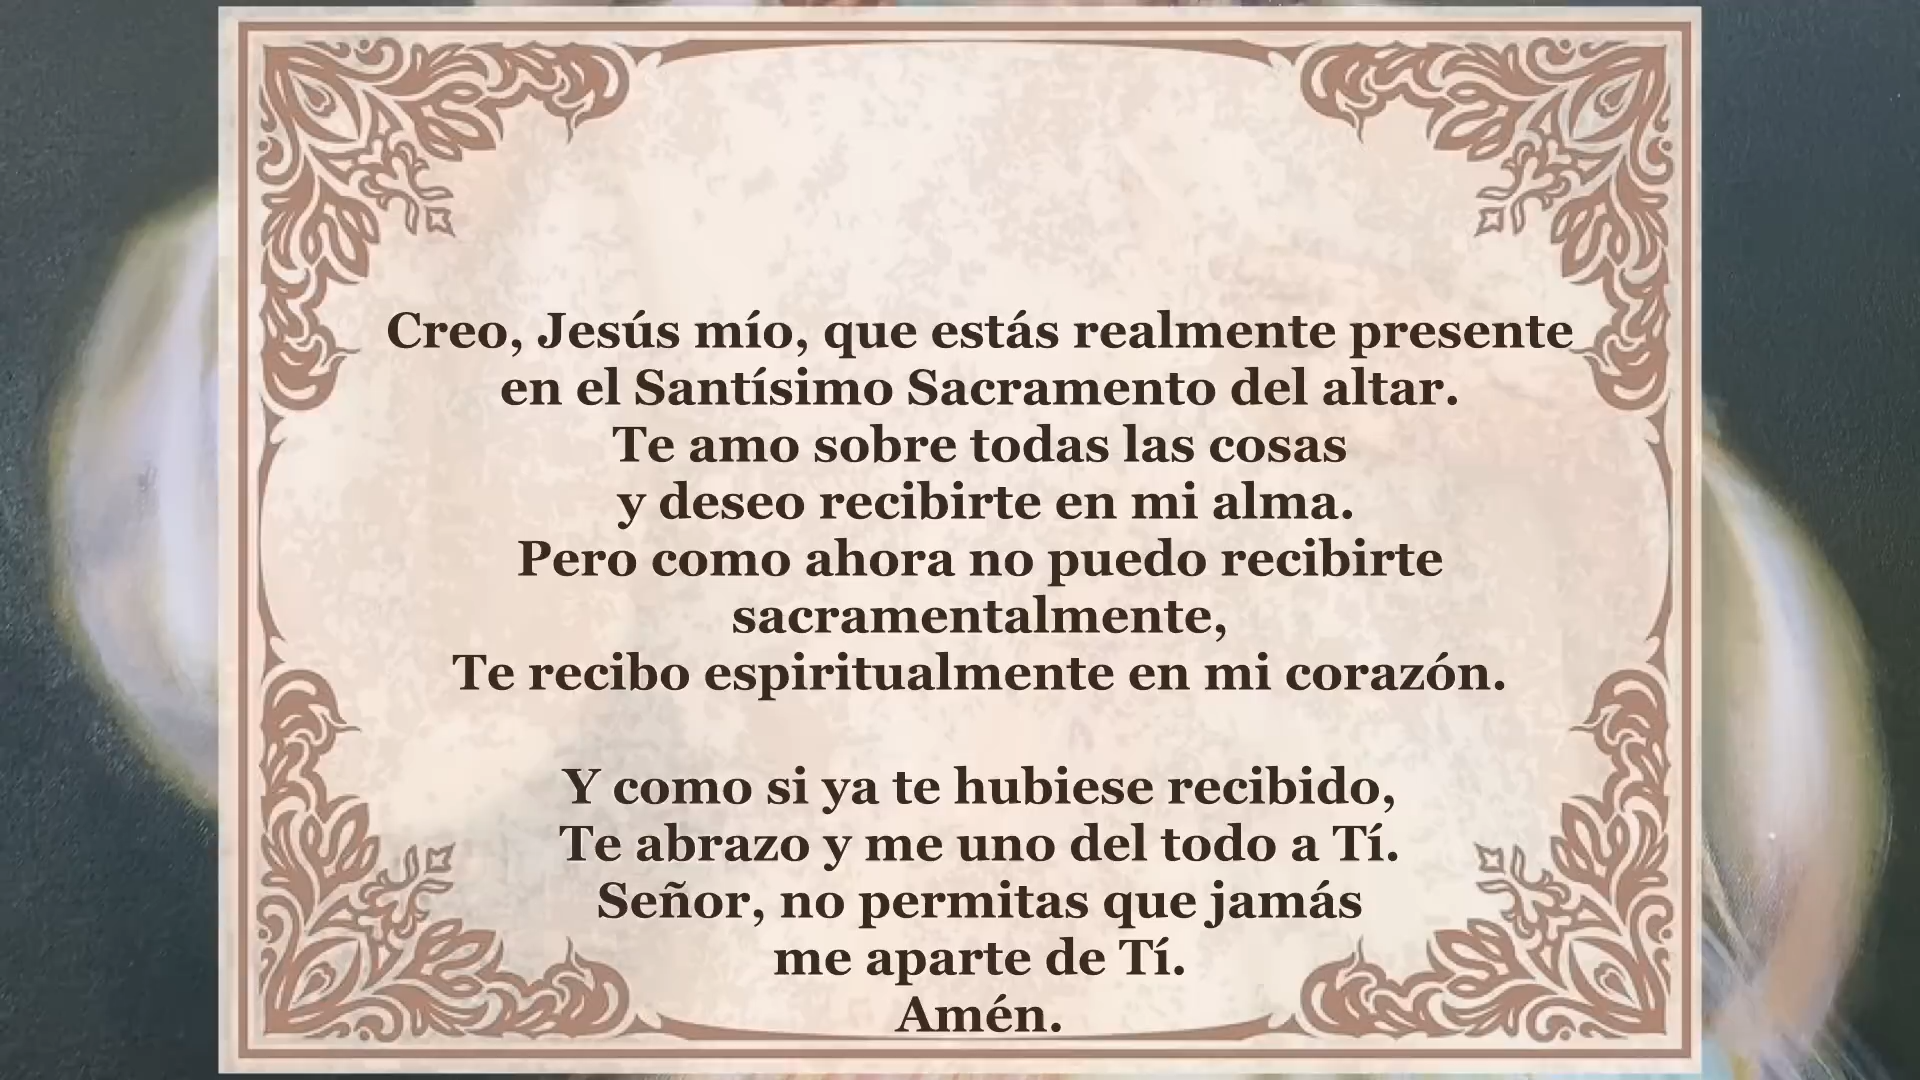 Creo, Jesús mío, que estás realmente presente
en el Santísimo Sacramento del altar.
Te amo sobre todas las cosas
y deseo recibirte en mi alma.
Pero como ahora no puedo recibirte
sacramentalmente,
Te recibo espiritualmente en mi corazón.
Y como si ya te hubiese recibido,
Te abrazo y me uno del todo a Tí.
Señor, no permitas que jamás
me aparte de Tí.
Amén.